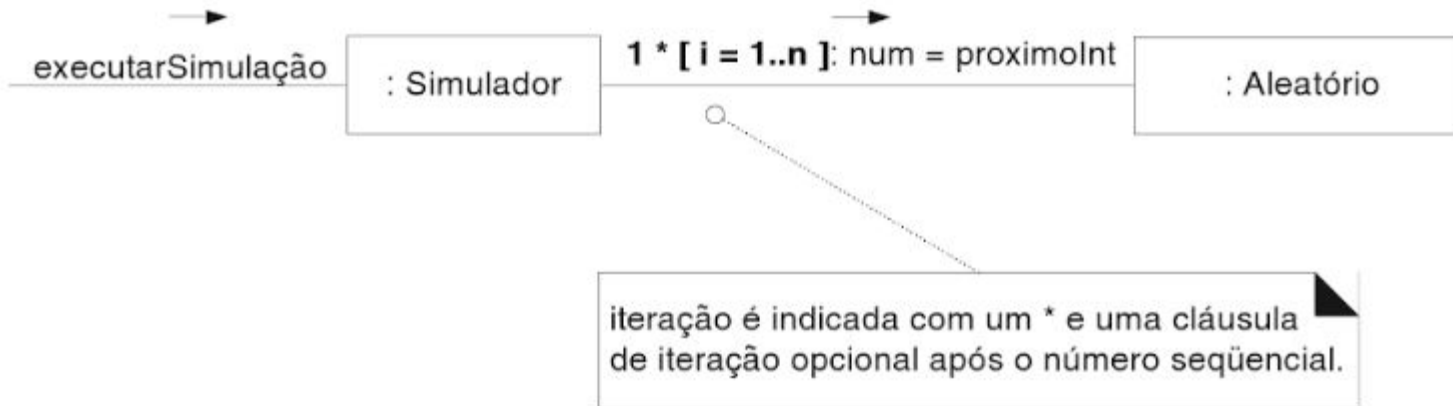 executarSimulação
: Simulador
1 * [ i = 1..n ]: num = proximoInt
: Aleatório
iteração é indicada com um * e uma cláusula
de iteração opcional após o número seqüencial.